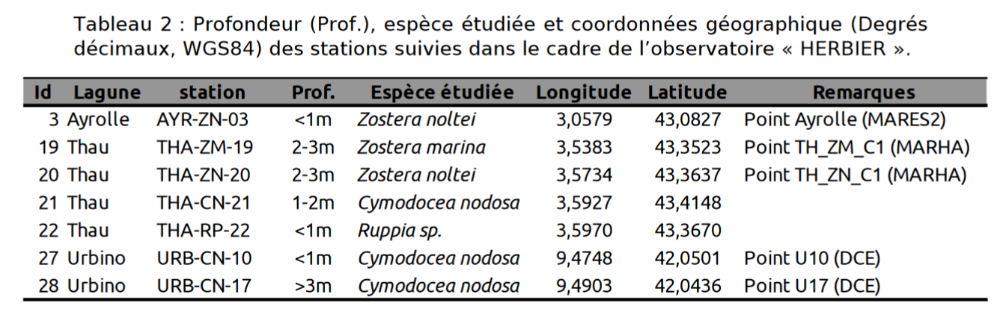 Tableau 2 : Profondeur (Prof.), espèce étudiée et coordonnées géographique (Degrés
décimaux, WGS84) des stations suivies dans le cadre de l’observatoire « HERBIER ».
Id Lagune station Prof. Espèce étudiée Longitude Latitude Remarques
3 Ayrolle AYR-ZN-03 <1m Zostera noltei 3,0579 43,0827 Point Ayrolle (MARES2)
19 Thau THA-ZM-19 2-3m Zostera marina 3,5383 43,3523 Point TH_ZM_C1 (MARHA)
20 Thau THA-ZN-20 2-3m Zostera noltei 3,5734 43,3637 Point TH_ZN_C1 (MARHA)
21 Thau THA-CN-21 1-2m Cymodocea nodosa 3,5927 43,4148
22 Thau THA-RP-22 <1m Ruppia sp. 3,5970 43,3670
27 Urbino URB-CN-10 <1m Cymodocea nodosa 9,4748 42,0501 Point U10 (DCE)
28 Urbino URB-CN-17 >3m Cymodocea nodosa 9,4903 42,0436 Point U17 (DCE)